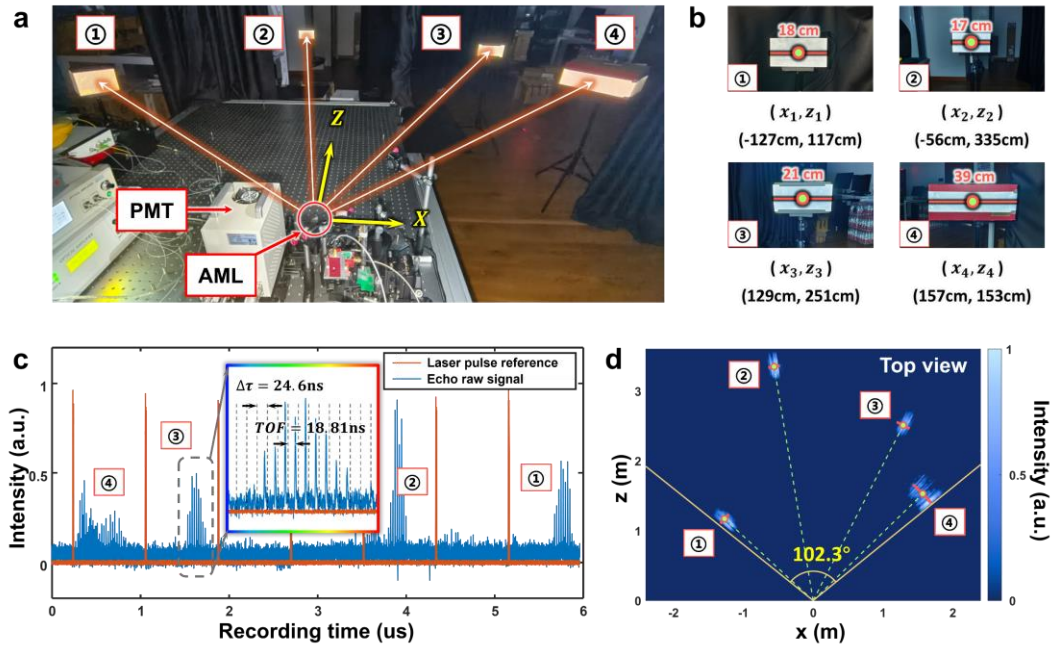 a
①
②
③
④
Z
X
PMT
AML
b
18 cm
①
17 cm
②
(x₁, z₁)
(-127cm, 117cm)
(x₂, z₂)
(-56cm, 335cm)
21 cm
③
39 cm
④
(x₃, z₃)
(129cm, 251cm)
(x₄, z₄)
(157cm, 153cm)
c
Intensity (a.u.)
1
0.5
0
Laser pulse reference
Echo raw signal
Δτ = 24.6ns
TOF = 18.81ns
④
③
②
①
0
1
2
3
4
5
6
Recording time (us)
d
Top view
②
③
①
④
102.3°
z (m)
3
2
1
0
-2
-1
0
1
2
x (m)
1
0.5
0
Intensity (a.u.)